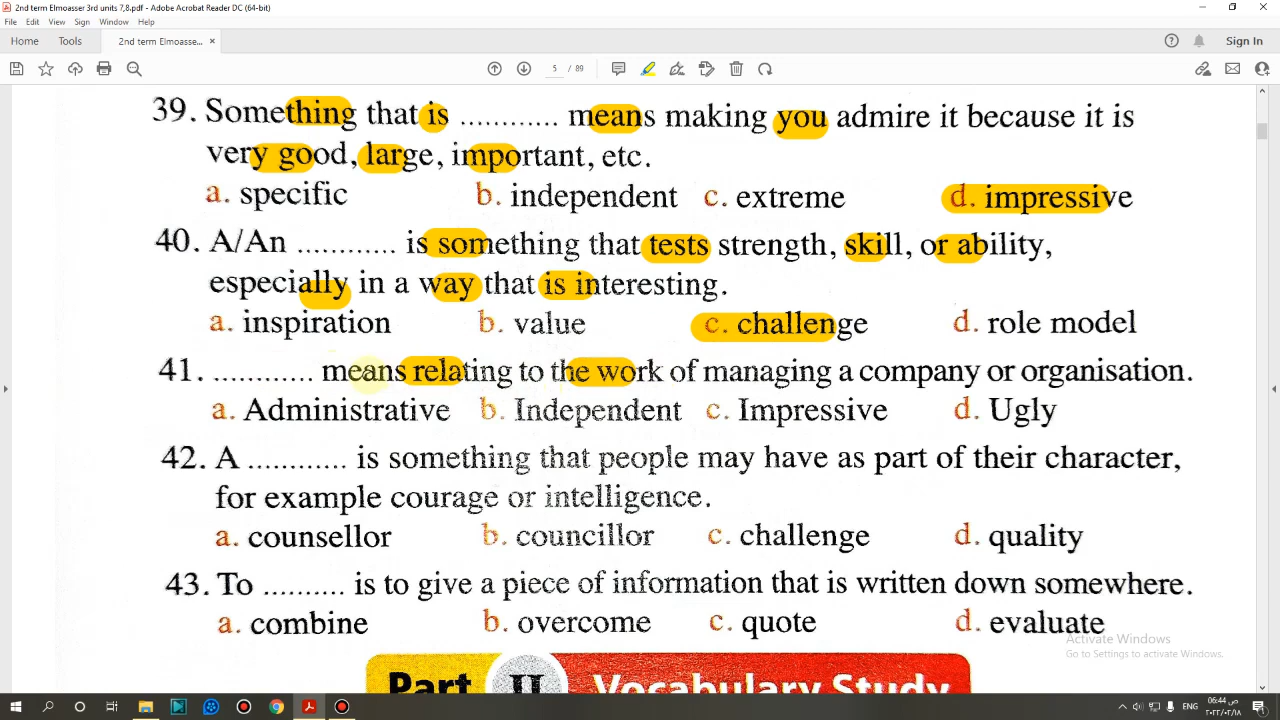 2nd term Elmoasser 3rd units 7,8.pdf - Adobe Acrobat Reader DC (64-bit)
File Edit View Sign Window Help
Home Tools 2nd term Elmoasse... × Sign In
5 / 89
39. Something that is ............ means making you admire it because it is
very good, large, important, etc.
a. specific b. independent c. extreme d. impressive
40. A/An ............ is something that tests strength, skill, or ability,
especially in a way that is interesting.
a. inspiration b. value c. challenge d. role model
41. ............ means relating to the work of managing a company or organisation.
a. Administrative b. Independent c. Impressive d. Ugly
42. A ............ is something that people may have as part of their character,
for example courage or intelligence.
a. counsellor b. councillor c. challenge d. quality
43. To .......... is to give a piece of information that is written down somewhere.
a. combine b. overcome c. quote d. evaluate
Activate Windows
Go to Settings to activate Windows.
Part II Vocabulary Study
ENG 06:44 ص
٢٠٢٢/٠٢/١٨